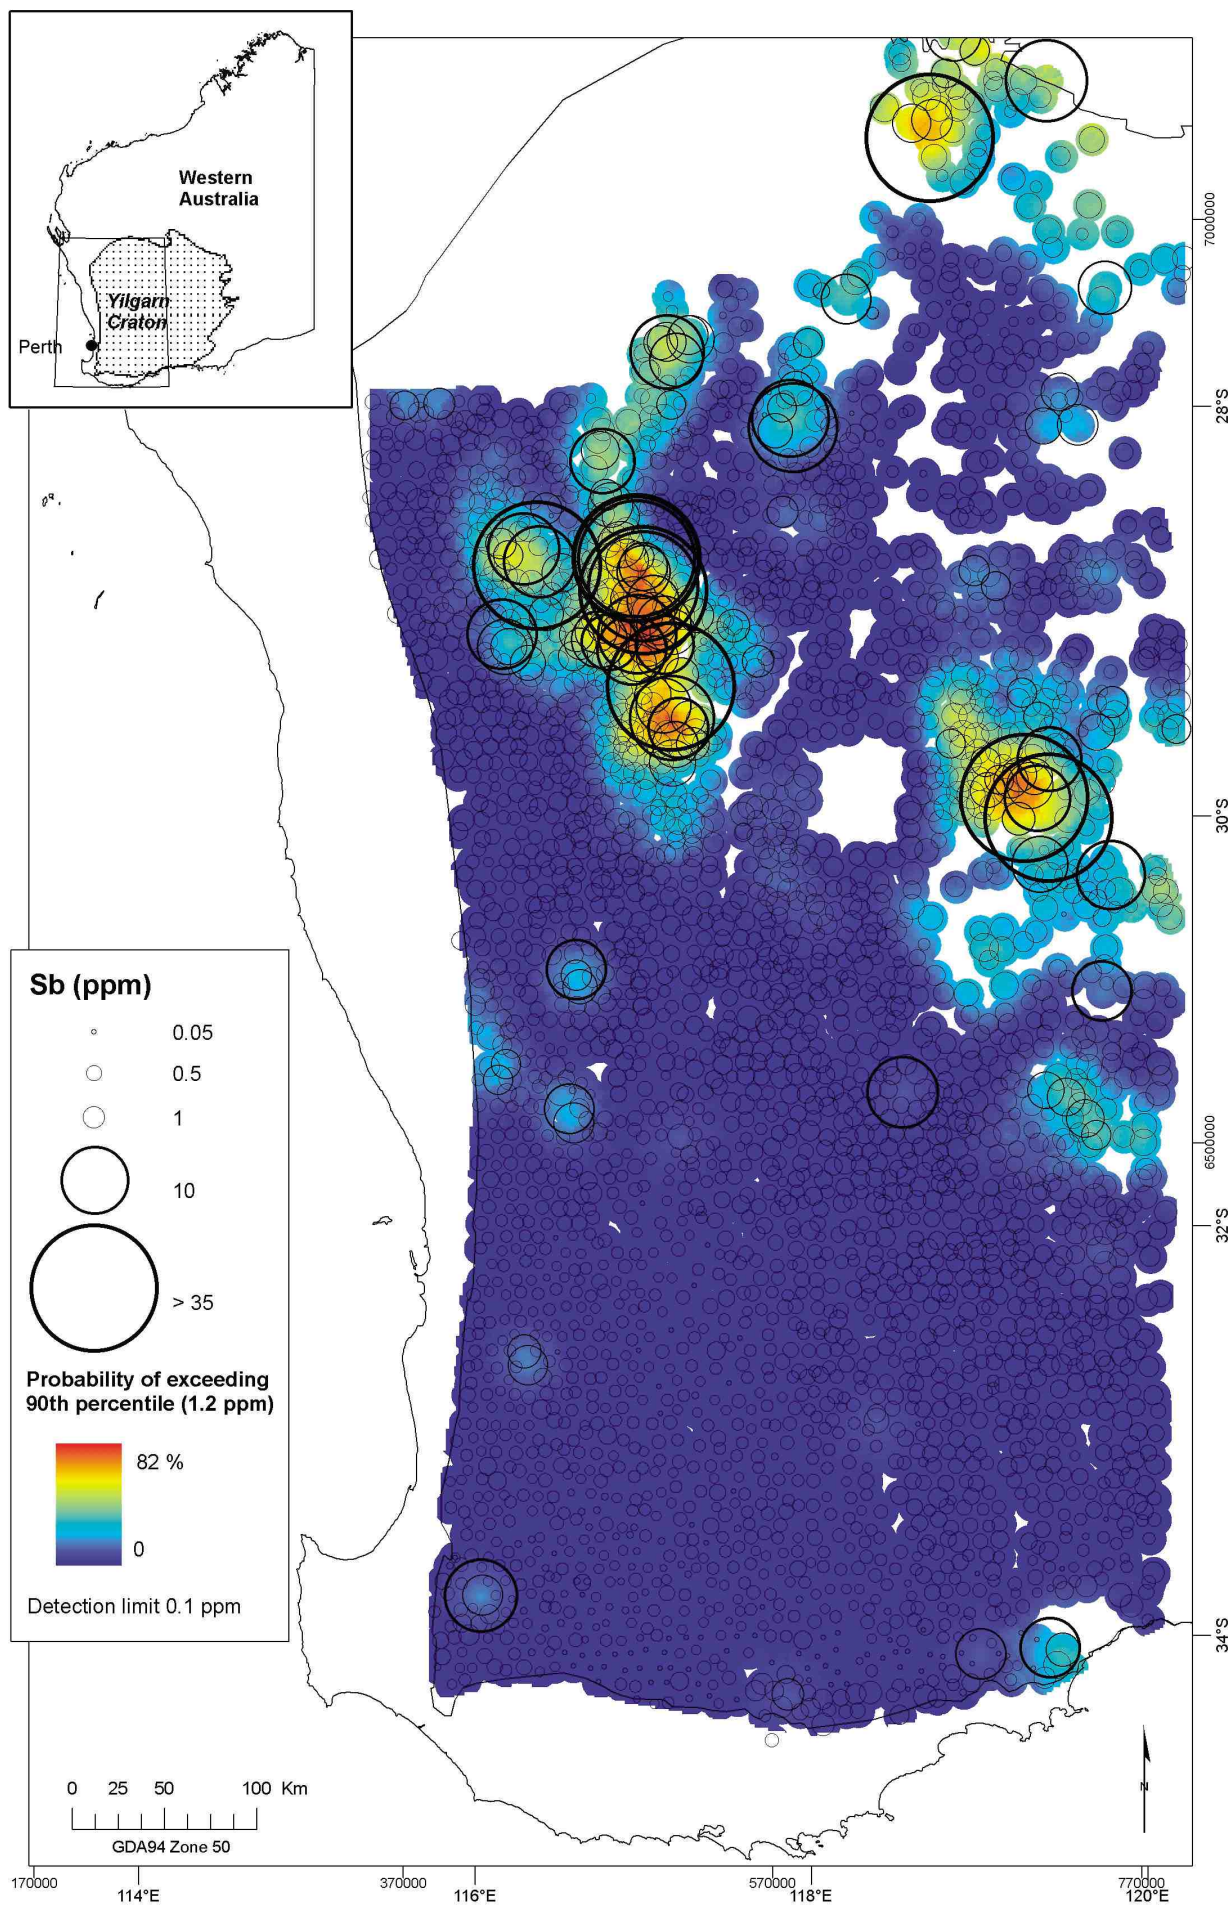 Western
Australia
Yilgarn
Craton
Perth
7000000
28°S
30°S
6500000
32°S
34°S
Sb (ppm)
0.05
0.5
1
10
> 35
Probability of exceeding
90th percentile (1.2 ppm)
82 %
0
Detection limit 0.1 ppm
0 25 50 100 Km
GDA94 Zone 50
N
170000 370000 570000 770000
114°E 116°E 118°E 120°E